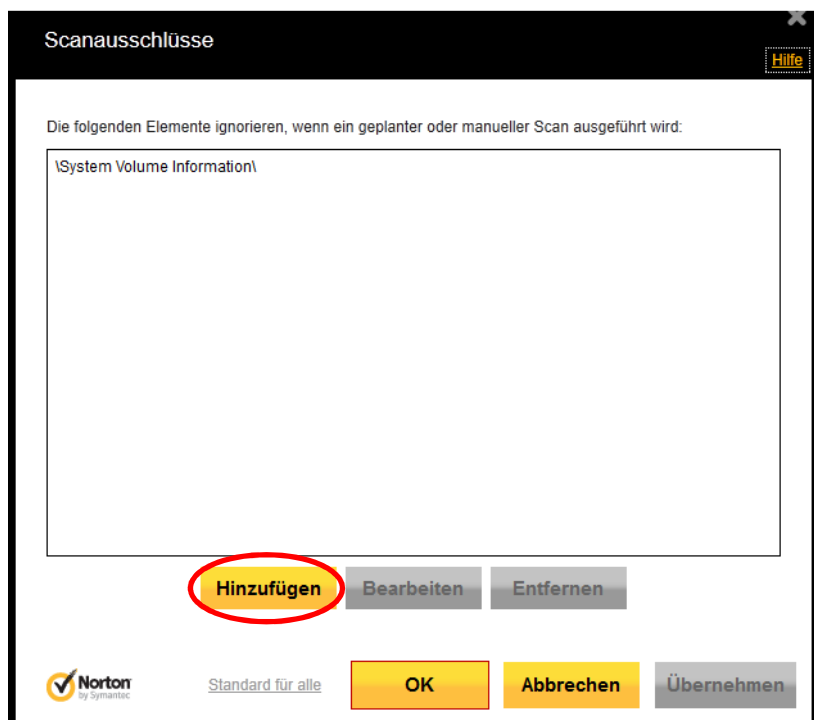 Scanausschlüsse
Hilfe
Die folgenden Elemente ignorieren, wenn ein geplanter oder manueller Scan ausgeführt wird:
\System Volume Information\
Hinzufügen Bearbeiten Entfernen
Norton
by Symantec
Standard für alle OK Abbrechen Übernehmen